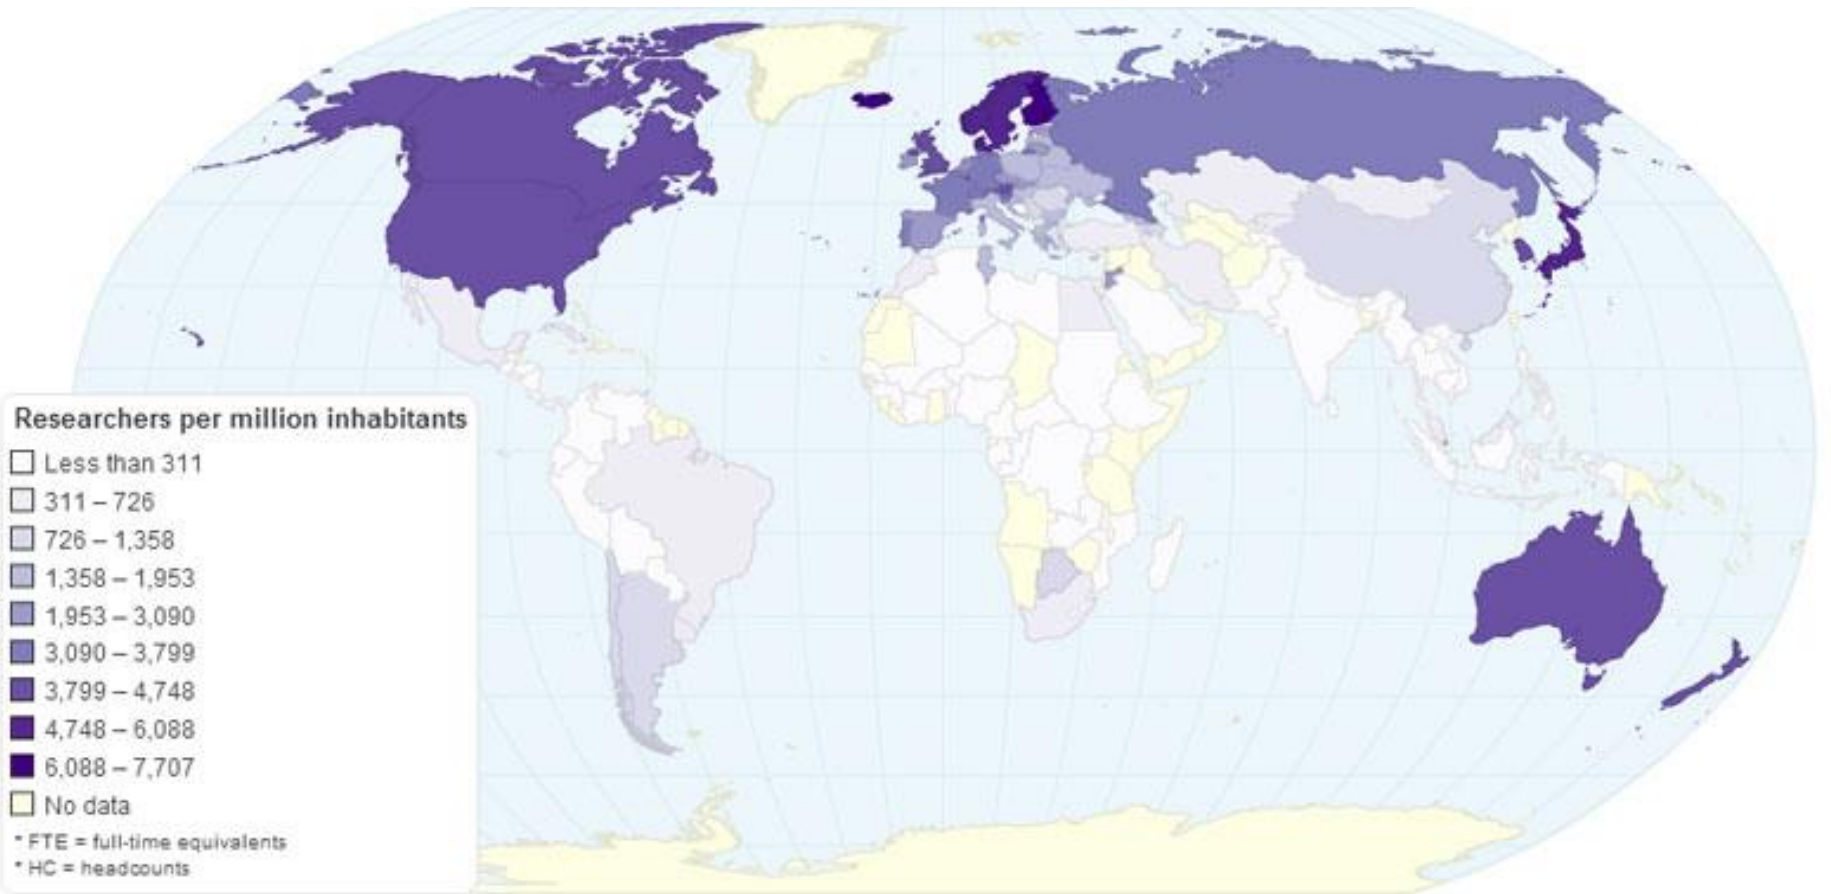 Researchers per million inhabitants
Less than 311
311 – 726
726 – 1,358
1,358 – 1,953
1,953 – 3,090
3,090 – 3,799
3,799 – 4,748
4,748 – 6,088
6,088 – 7,707
No data
* FTE = full-time equivalents
* HC = headcounts